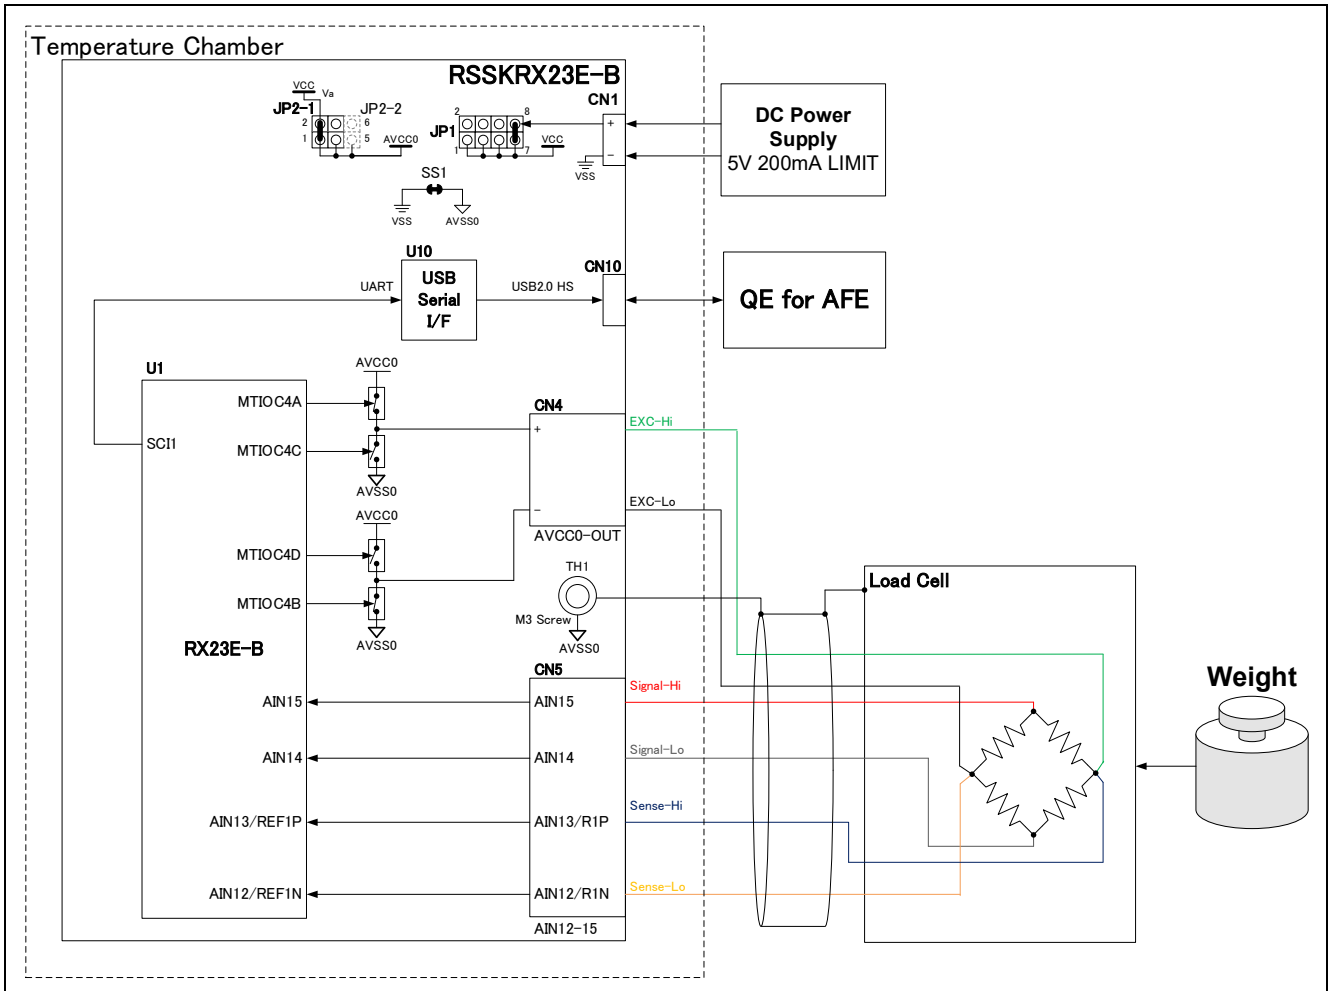 Temperature Chamber
RSSKRX23E-B
VCC
Va
JP2-1
JP2-2
2
6
1
5
AVCC0
JP1
2
8
1
7
VCC
CN1
+
-
VSS
DC Power
Supply
5V 200mA LIMIT
SS1
VSS
AVSS0
U10
USB
Serial
I/F
UART
USB2.0 HS
CN10
QE for AFE
U1
SCI1
MTIOC4A
MTIOC4C
MTIOC4D
MTIOC4B
RX23E-B
AIN15
AIN14
AIN13/REF1P
AIN12/REF1N
AVCC0
AVSS0
AVCC0
AVSS0
CN4
+
-
AVCC0-OUT
EXC-Hi
EXC-Lo
TH1
M3 Screw
AVSS0
CN5
AIN15
AIN14
AIN13/R1P
AIN12/R1N
AIN12-15
Signal-Hi
Signal-Lo
Sense-Hi
Sense-Lo
Load Cell
Weight